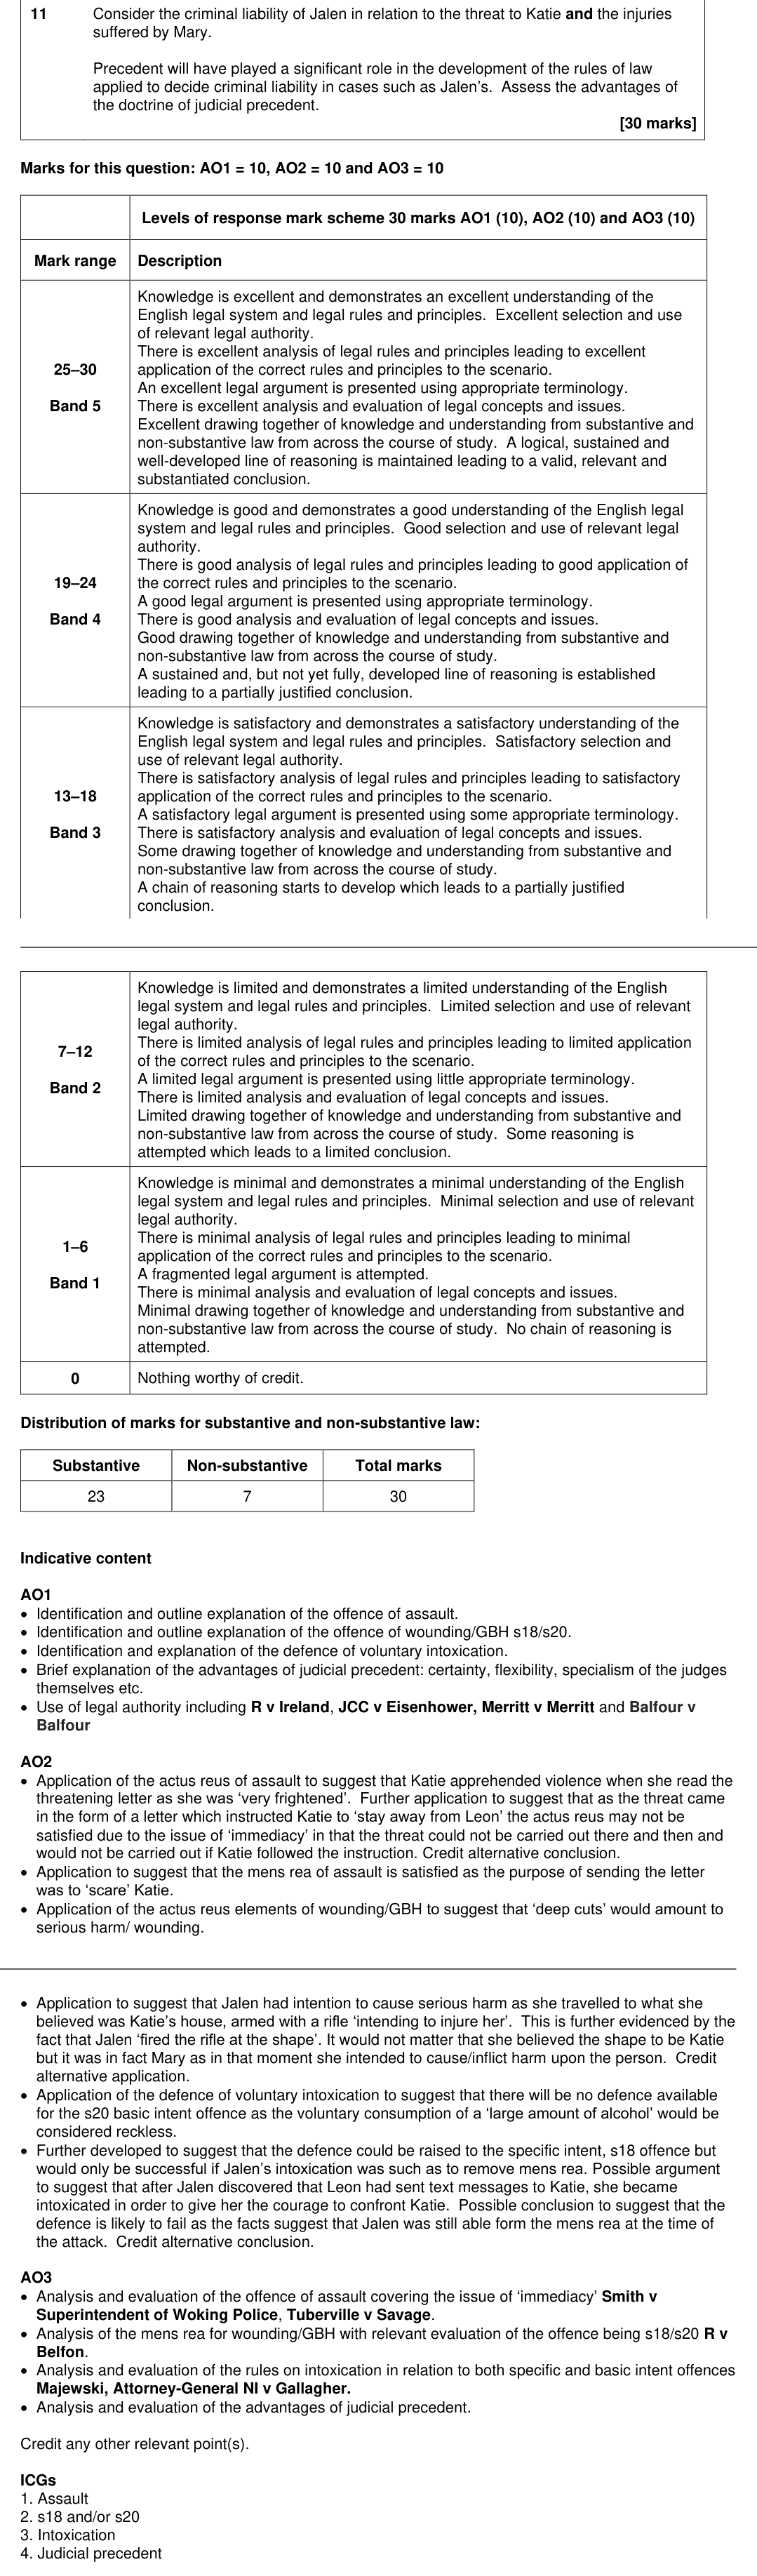 11
Consider the criminal liability of Jalen in relation to the threat to Katie and the injuries
suffered by Mary.
Precedent will have played a significant role in the development of the rules of law
applied to decide criminal liability in cases such as Jalen's. Assess the advantages of
the doctrine of judicial precedent.
[30 marks]
Marks for this question: AO1 = 10, AO2 = 10 and AO3 = 10
Levels of response mark scheme 30 marks AO1 (10), AO2 (10) and AO3 (10)
Mark range Description
25–30
Band 5
Knowledge is excellent and demonstrates an excellent understanding of the
English legal system and legal rules and principles. Excellent selection and use
of relevant legal authority.
There is excellent analysis of legal rules and principles leading to excellent
application of the correct rules and principles to the scenario.
An excellent legal argument is presented using appropriate terminology.
There is excellent analysis and evaluation of legal concepts and issues.
Excellent drawing together of knowledge and understanding from substantive and
non-substantive law from across the course of study. A logical, sustained and
well-developed line of reasoning is maintained leading to a valid, relevant and
substantiated conclusion.
19–24
Band 4
Knowledge is good and demonstrates a good understanding of the English legal
system and legal rules and principles. Good selection and use of relevant legal
authority.
There is good analysis of legal rules and principles leading to good application of
the correct rules and principles to the scenario.
A good legal argument is presented using appropriate terminology.
There is good analysis and evaluation of legal concepts and issues.
Good drawing together of knowledge and understanding from substantive and
non-substantive law from across the course of study.
A sustained and, but not yet fully, developed line of reasoning is established
leading to a partially justified conclusion.
13–18
Band 3
Knowledge is satisfactory and demonstrates a satisfactory understanding of the
English legal system and legal rules and principles. Satisfactory selection and
use of relevant legal authority.
There is satisfactory analysis of legal rules and principles leading to satisfactory
application of the correct rules and principles to the scenario.
A satisfactory legal argument is presented using some appropriate terminology.
There is satisfactory analysis and evaluation of legal concepts and issues.
Some drawing together of knowledge and understanding from substantive and
non-substantive law from across the course of study.
A chain of reasoning starts to develop which leads to a partially justified
conclusion.
7–12
Band 2
Knowledge is limited and demonstrates a limited understanding of the English
legal system and legal rules and principles. Limited selection and use of relevant
legal authority.
There is limited analysis of legal rules and principles leading to limited application
of the correct rules and principles to the scenario.
A limited legal argument is presented using little appropriate terminology.
There is limited analysis and evaluation of legal concepts and issues.
Limited drawing together of knowledge and understanding from substantive and
non-substantive law from across the course of study. Some reasoning is
attempted which leads to a limited conclusion.
1–6
Band 1
Knowledge is minimal and demonstrates a minimal understanding of the English
legal system and legal rules and principles. Minimal selection and use of relevant
legal authority.
There is minimal analysis of legal rules and principles leading to minimal
application of the correct rules and principles to the scenario.
A fragmented legal argument is attempted.
There is minimal analysis and evaluation of legal concepts and issues.
Minimal drawing together of knowledge and understanding from substantive and
non-substantive law from across the course of study. No chain of reasoning is
attempted.
0 Nothing worthy of credit.
Distribution of marks for substantive and non-substantive law:
Substantive Non-substantive Total marks
23 7 30
Indicative content
AO1
• Identification and outline explanation of the offence of assault.
• Identification and outline explanation of the offence of wounding/GBH s18/s20.
• Identification and explanation of the defence of voluntary intoxication.
• Brief explanation of the advantages of judicial precedent: certainty, flexibility, specialism of the judges
themselves etc.
• Use of legal authority including R v Ireland, JCC v Eisenhower, Merritt v Merritt and Balfour v
Balfour
AO2
• Application of the actus reus of assault to suggest that Katie apprehended violence when she read the
threatening letter as she was ‘very frightened’. Further application to suggest that as the threat came
in the form of a letter which instructed Katie to ‘stay away from Leon’ the actus reus may not be
satisfied due to the issue of ‘immediacy’ in that the threat could not be carried out there and then and
would not be carried out if Katie followed the instruction. Credit alternative conclusion.
• Application to suggest that the mens rea of assault is satisfied as the purpose of sending the letter
was to ‘scare’ Katie.
• Application of the actus reus elements of wounding/GBH to suggest that ‘deep cuts’ would amount to
serious harm/ wounding.
• Application to suggest that Jalen had intention to cause serious harm as she travelled to what she
believed was Katie’s house, armed with a rifle ‘intending to injure her’. This is further evidenced by the
fact that Jalen ‘fired the rifle at the shape’. It would not matter that she believed the shape to be Katie
but it was in fact Mary as in that moment she intended to cause/inflict harm upon the person. Credit
alternative application.
• Application of the defence of voluntary intoxication to suggest that there will be no defence available
for the s20 basic intent offence as the voluntary consumption of a ‘large amount of alcohol’ would be
considered reckless.
• Further developed to suggest that the defence could be raised to the specific intent, s18 offence but
would only be successful if Jalen’s intoxication was such as to remove mens rea. Possible argument
to suggest that after Jalen discovered that Leon had sent text messages to Katie, she became
intoxicated in order to give her the courage to confront Katie. Possible conclusion to suggest that the
defence is likely to fail as the facts suggest that Jalen was still able form the mens rea at the time of
the attack. Credit alternative conclusion.
AO3
• Analysis and evaluation of the offence of assault covering the issue of ‘immediacy’ Smith v
Superintendent of Woking Police, Tuberville v Savage.
• Analysis of the mens rea for wounding/GBH with relevant evaluation of the offence being s18/s20 R v
Belfon.
• Analysis and evaluation of the rules on intoxication in relation to both specific and basic intent offences
Majewski, Attorney-General NI v Gallagher.
• Analysis and evaluation of the advantages of judicial precedent.
Credit any other relevant point(s).
ICGs
1. Assault
2. s18 and/or s20
3. Intoxication
4. Judicial precedent